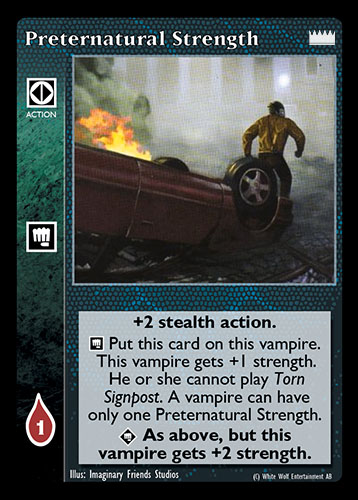 Preternatural Strength
ACTION
+2 stealth action.
Put this card on this vampire.
This vampire gets +1 strength.
He or she cannot play Torn
Signpost. A vampire can have
only one Preternatural Strength.
As above, but this
vampire gets +2 strength.
1
Illus: Imaginary Friends Studios
(C) White Wolf Entertainment AB